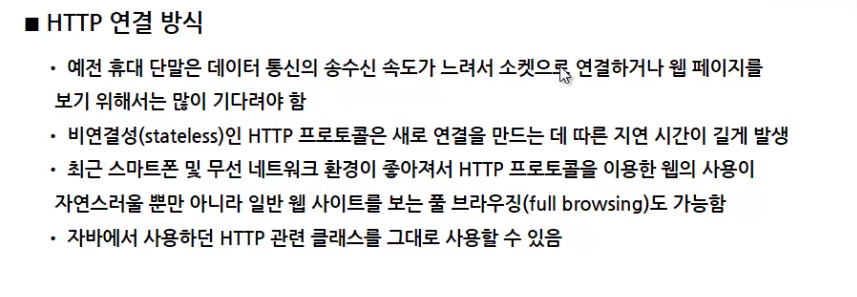 ■ HTTP 연결 방식
• 예전 휴대 단말은 데이터 통신의 송수신 속도가 느려서 소켓으로 연결하거나 웹 페이지를
보기 위해서는 많이 기다려야 함
• 비연결성(stateless)인 HTTP 프로토콜은 새로 연결을 만드는 데 따른 지연 시간이 길게 발생
• 최근 스마트폰 및 무선 네트워크 환경이 좋아져서 HTTP 프로토콜을 이용한 웹의 사용이
자연스러울 뿐만 아니라 일반 웹 사이트를 보는 풀 브라우징(full browsing)도 가능함
• 자바에서 사용하던 HTTP 관련 클래스를 그대로 사용할 수 있음